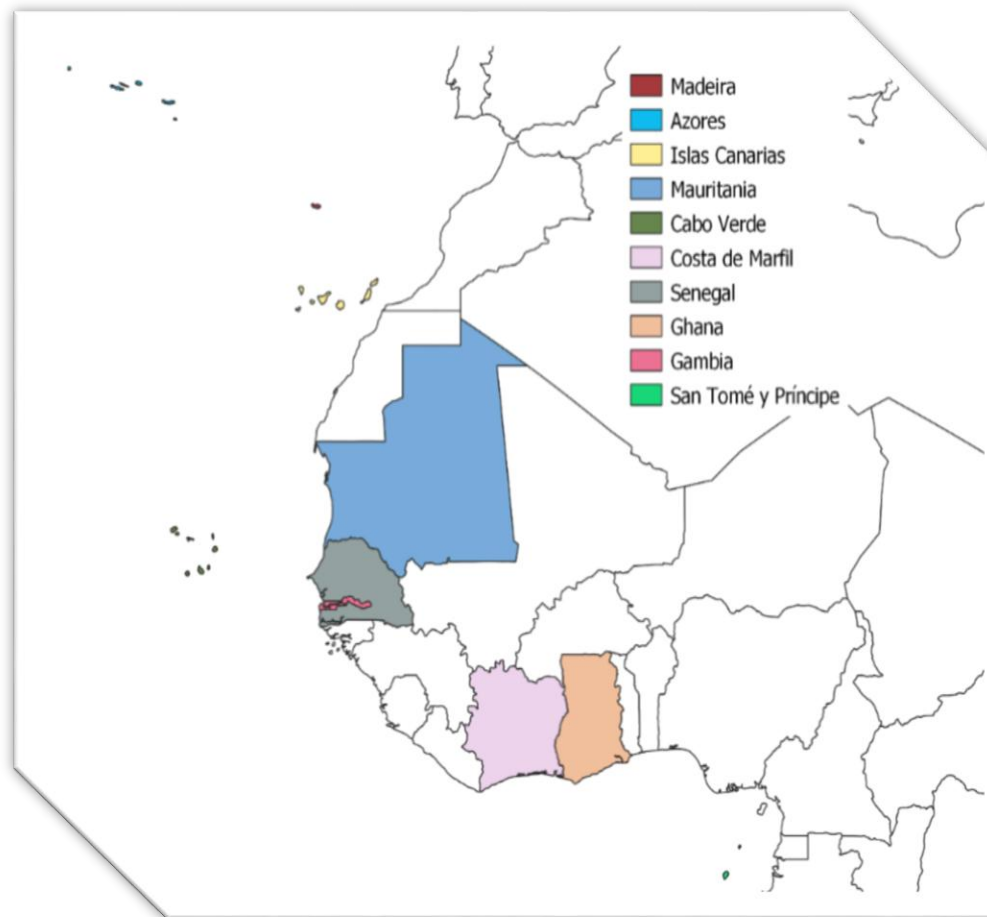 Madeira
Azores
Islas Canarias
Mauritania
Cabo Verde
Costa de Marfil
Senegal
Ghana
Gambia
San Tomé y Príncipe